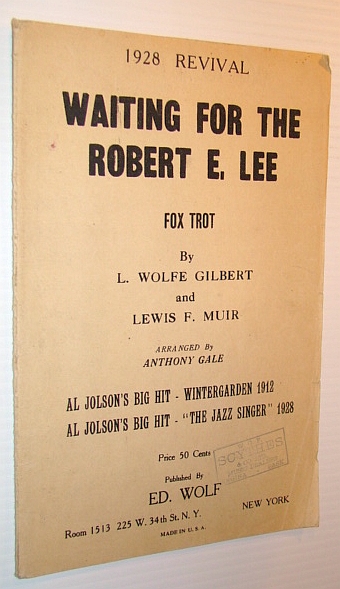 1928 REVIVAL
WAITING FOR THE
ROBERT E. LEE
FOX TROT
By
L. WOLFE GILBERT
and
LEWIS F. MUIR
ARRANGED By
ANTHONY GALE
AL JOLSON'S BIG HIT - WINTERGARDEN 1912
AL JOLSON'S BIG HIT - "THE JAZZ SINGER" 1928
Price 50 Cents
Published By
ED. WOLF
Room 1513 225 W. 34th St. N. Y. NEW YORK
MADE IN U. S. A.